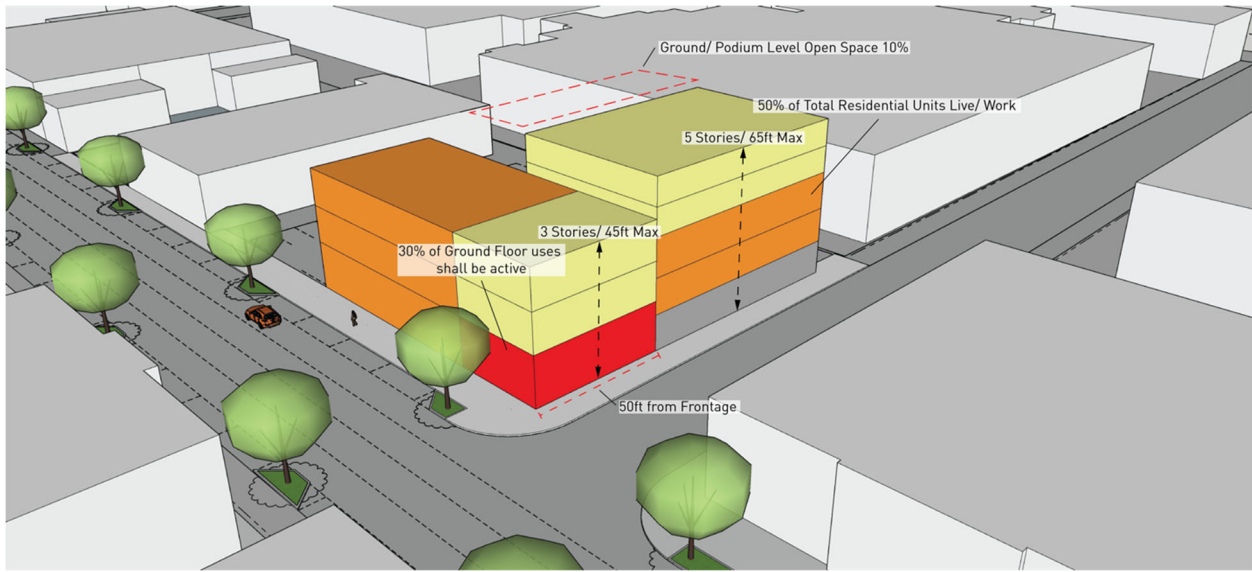 Ground/ Podium Level Open Space 10%
50% of Total Residential Units Live/ Work
5 Stories/ 65ft Max
3 Stories/ 45ft Max
30% of Ground Floor uses
shall be active
50ft from Frontage